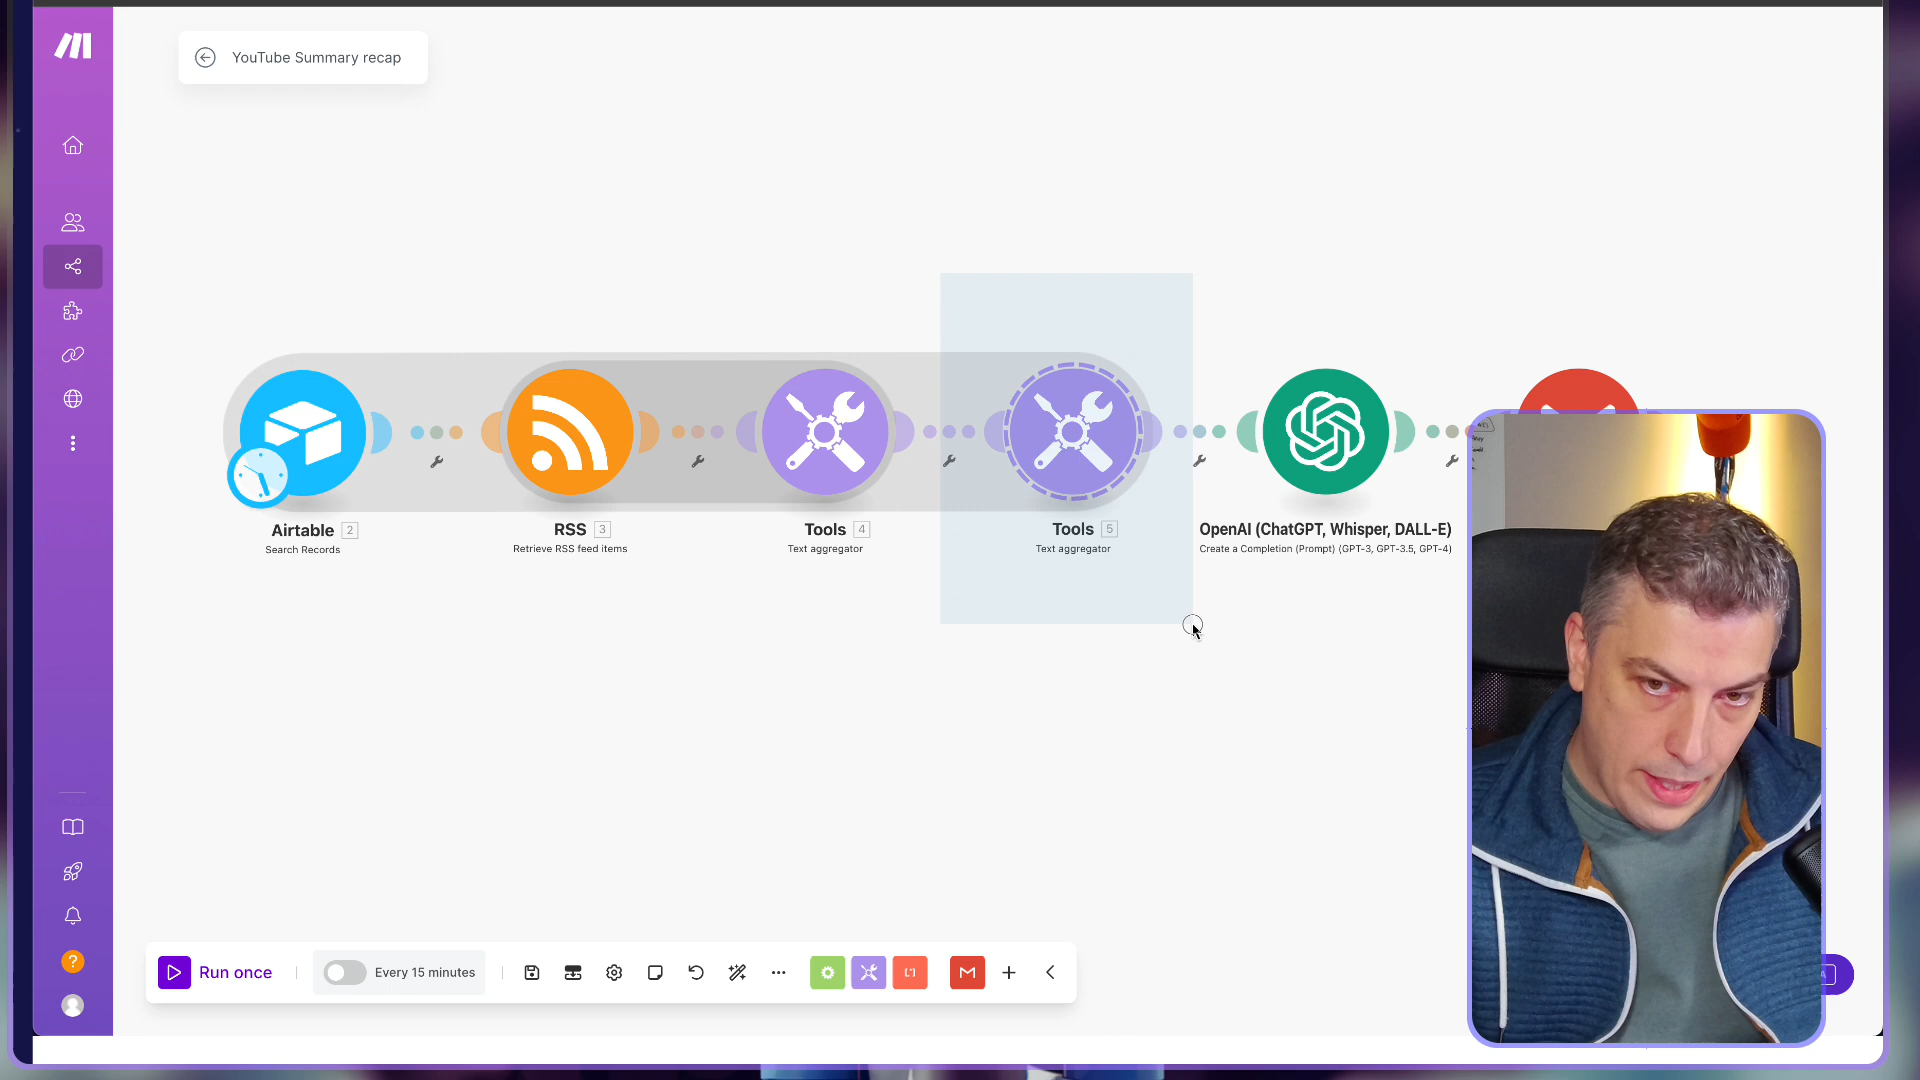 YouTube Summary recap
Airtable 2
Search Records
RSS 3
Retrieve RSS feed items
Tools 4
Text aggregator
Tools 5
Text aggregator
OpenAI (ChatGPT, Whisper, DALL-E)
Create a Completion (Prompt) (GPT-3, GPT-3.5, GPT-4)
Run once
Every 15 minutes
?